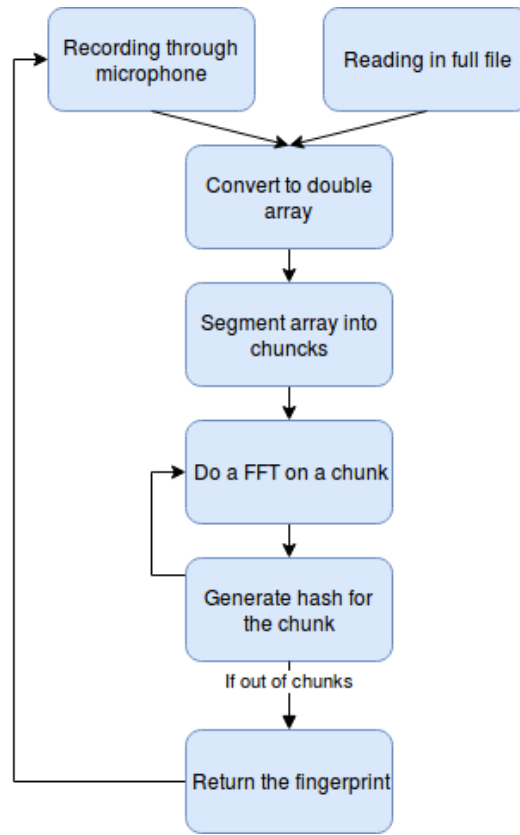 Recording through
microphone
Reading in full file
Convert to double
array
Segment array into
chuncks
Do a FFT on a chunk
Generate hash for
the chunk
If out of chunks
Return the fingerprint